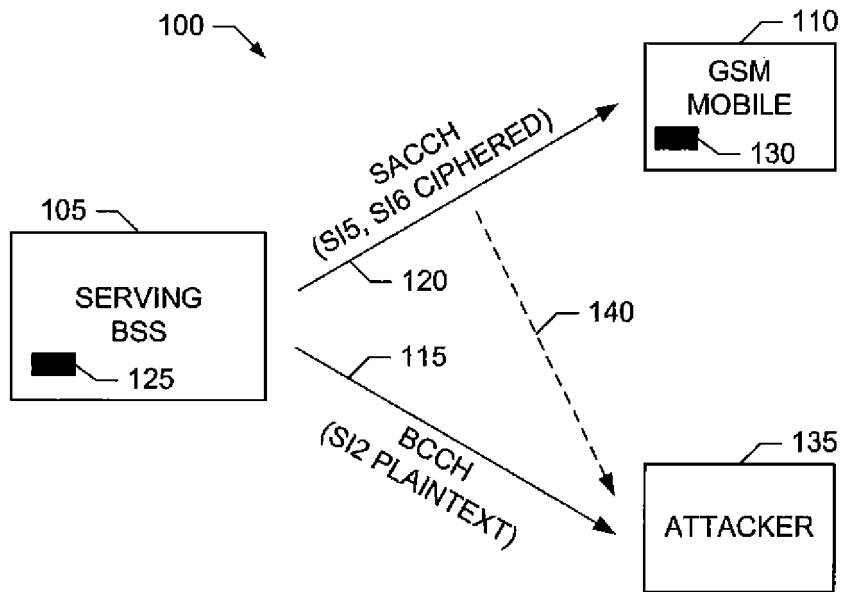 100
110
GSM
MOBILE
130
SACCH
(SI5, SI6 CIPHERED)
105
120
SERVING
BSS
140
115
125
BCCH
(SI2 PLAINTEXT)
135
ATTACKER